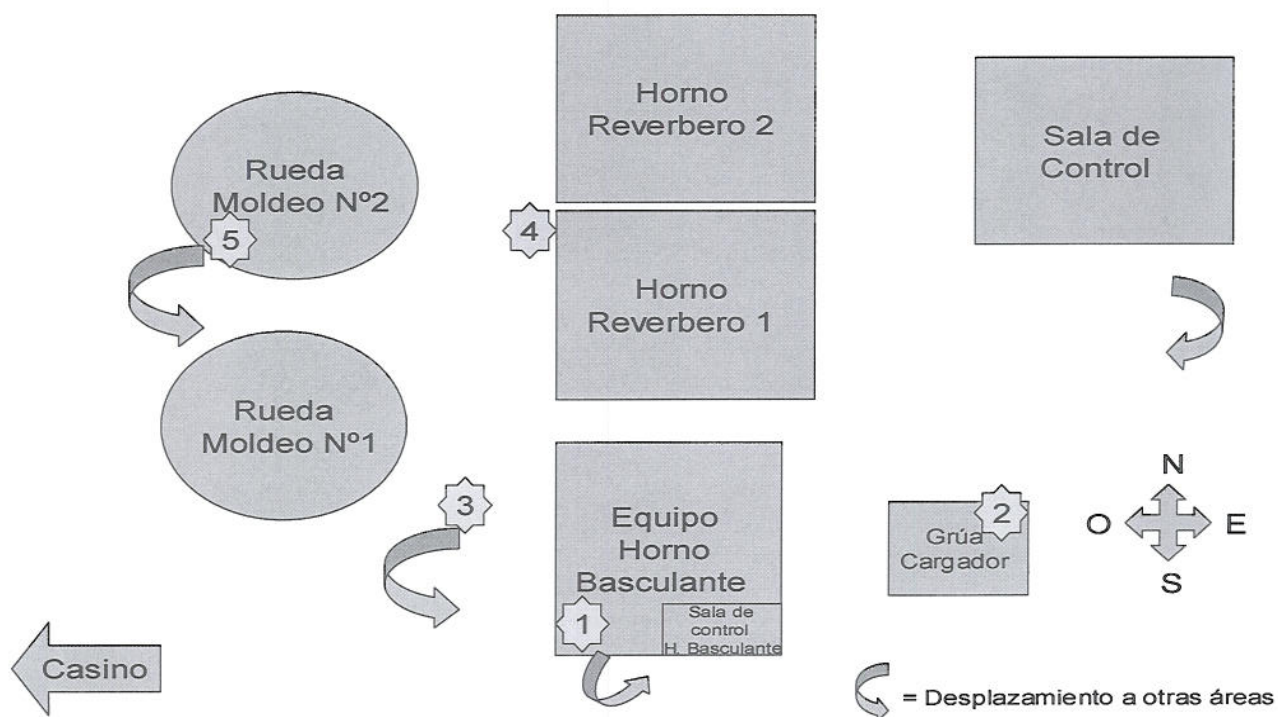 Horno
Reverbero 2
Sala de
Control
Rueda
Moldeo Nº2
5
4
Horno
Reverbero 1
Rueda
Moldeo Nº1
3
Equipo
Horno
Basculante
1
Sala de
control
H. Basculante
2
Grúa
Cargador
N
O
E
S
Casino
= Desplazamiento a otras áreas